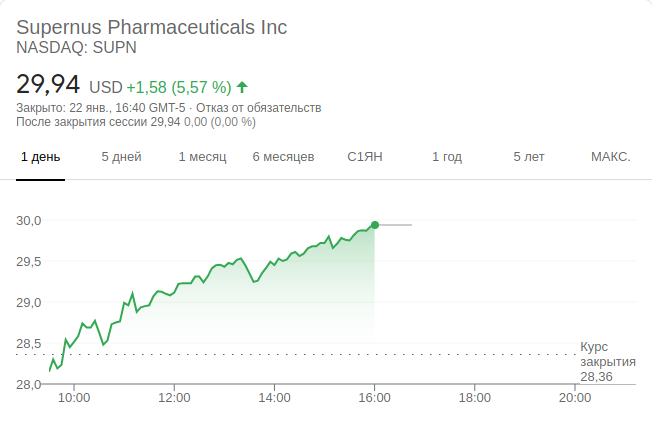 Supernus Pharmaceuticals Inc
NASDAQ: SUPN
29,94 USD +1,58 (5,57 %)
Закрыто: 22 янв., 16:40 GMT-5 · Отказ от обязательств
После закрытия сессии 29,94 0,00 (0,00 %)
1 день 5 дней 1 месяц 6 месяцев С1ЯН 1 год 5 лет МАКС.
30,0
29,5
29,0
28,5
28,0
Курс
закрытия
28,36
10:00 12:00 14:00 16:00 18:00 20:00